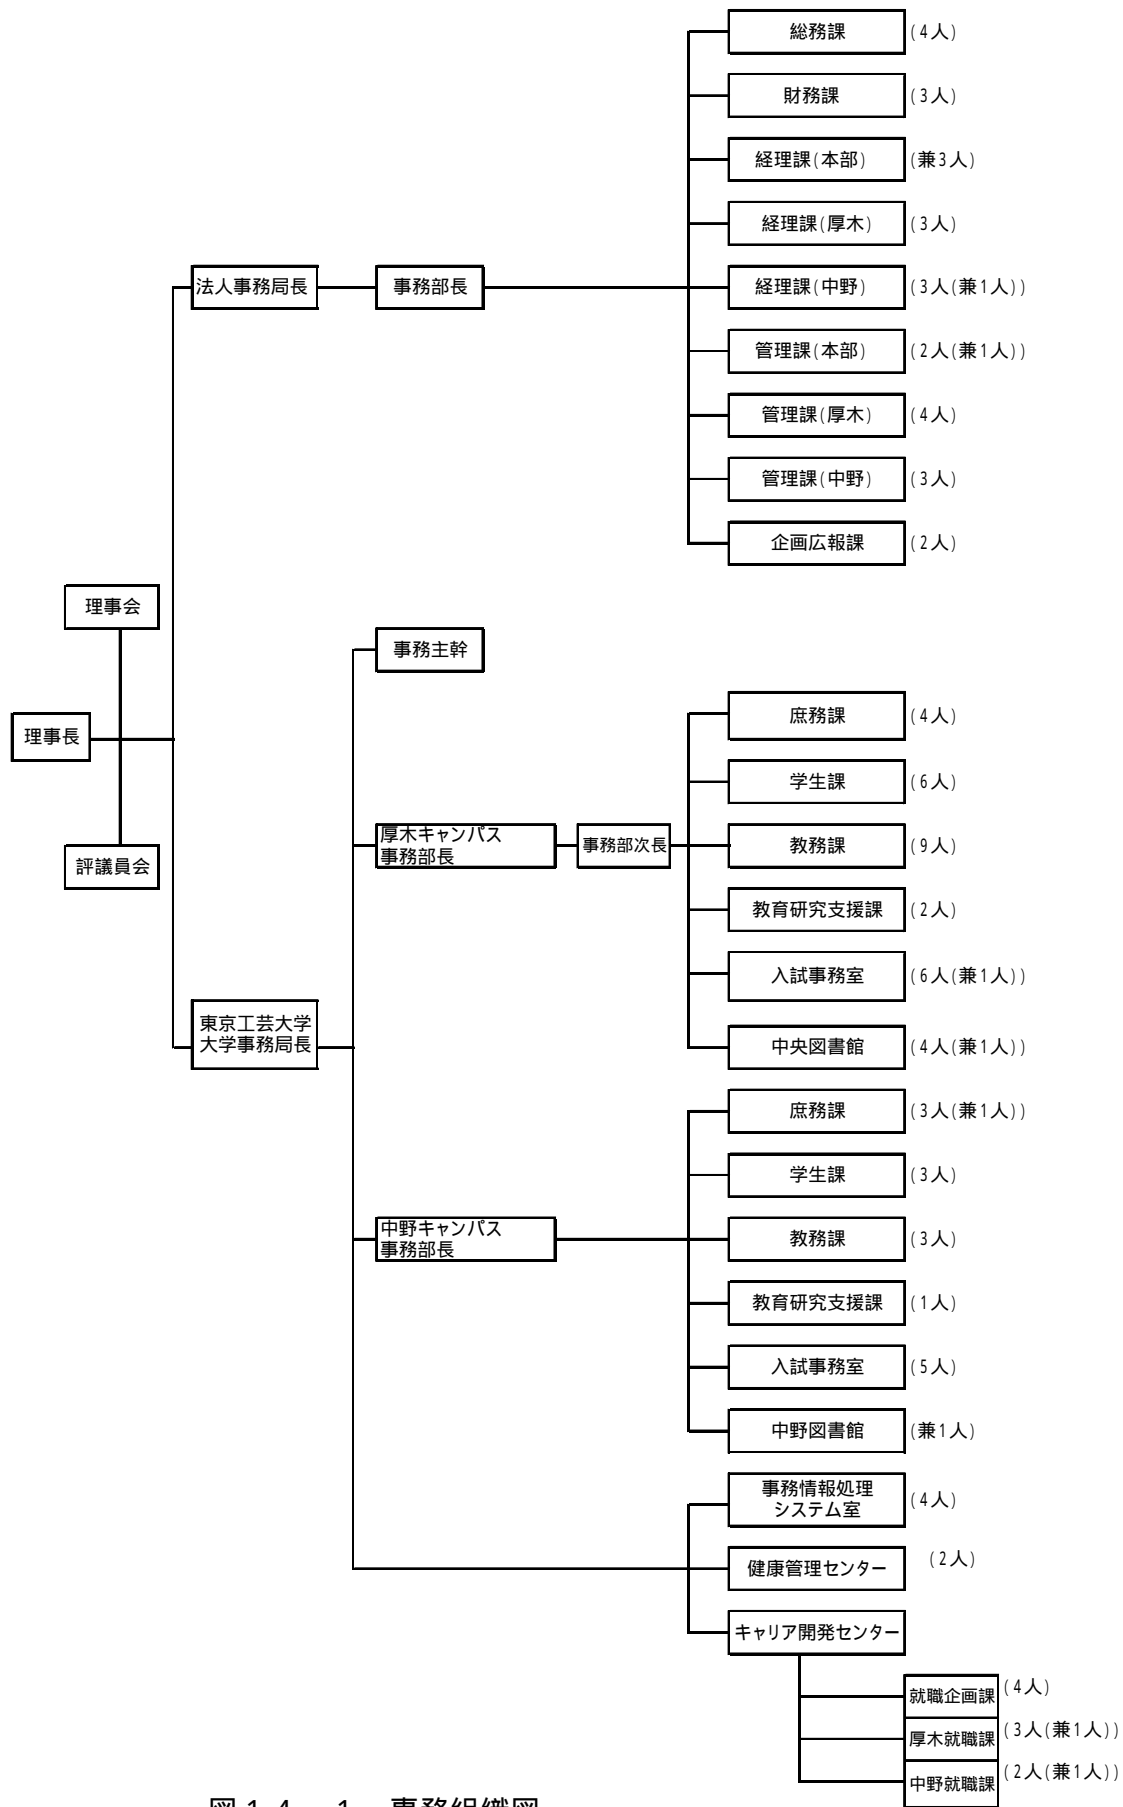 総務課 (4人)
財務課 (3人)
経理課(本部) (兼3人)
経理課(厚木) (3人)
法人事務局長 事務部長 経理課(中野) (3人(兼1人))
管理課(本部) (2人(兼1人))
管理課(厚木) (4人)
管理課(中野) (3人)
企画広報課 (2人)
理事会
事務主幹
理事長
庶務課 (4人)
学生課 (6人)
厚木キャンパス
事務部長
事務部次長 教務課 (9人)
評議員会
教育研究支援課 (2人)
入試事務室 (6人(兼1人))
東京工芸大学
大学事務局長
中央図書館 (4人(兼1人))
庶務課 (3人(兼1人))
学生課 (3人)
中野キャンパス
事務部長
教務課 (3人)
教育研究支援課 (1人)
入試事務室 (5人)
中野図書館 (兼1人)
事務情報処理
システム室 (4人)
健康管理センター (2人)
キャリア開発センター
就職企画課 (4人)
厚木就職課 (3人(兼1人))
中野就職課 (2人(兼1人))